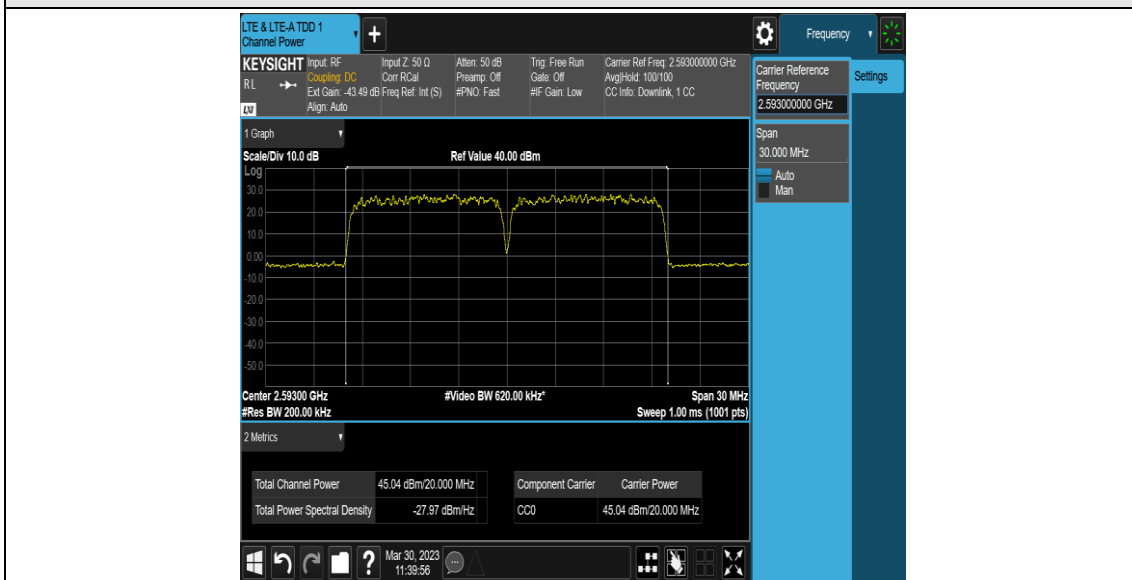 LTE & LTE-A TDD 1
Channel Power
+
Frequency
KEYSIGHT Input: RF Input Z: 50 Ω Atten: 50 dB Trig: Free Run Carrier Ref Freq: 2.593000000 GHz
RL Coupling: DC Corr RCal Preamp: Off Gate: Off Avg|Hold: 100/100
Ext Gain: -43.49 dB Freq Ref: Int (S) #PNO: Fast #IF Gain: Low CC Info: Downlink, 1 CC
LXI Align: Auto
Carrier Reference Frequency
2.593000000 GHz
Settings
Span
30.000 MHz
Auto
Man
1 Graph
Scale/Div 10.0 dB Ref Value 40.00 dBm
Log
30.0
20.0
10.0
0.00
-10.0
-20.0
-30.0
-40.0
-50.0
Center 2.59300 GHz #Video BW 620.00 kHz* Span 30 MHz
#Res BW 200.00 kHz Sweep 1.00 ms (1001 pts)
2 Metrics
Total Channel Power 45.04 dBm/20.000 MHz Component Carrier Carrier Power
Total Power Spectral Density -27.97 dBm/Hz CC0 45.04 dBm/20.000 MHz
? Mar 30, 2023
11:39:56